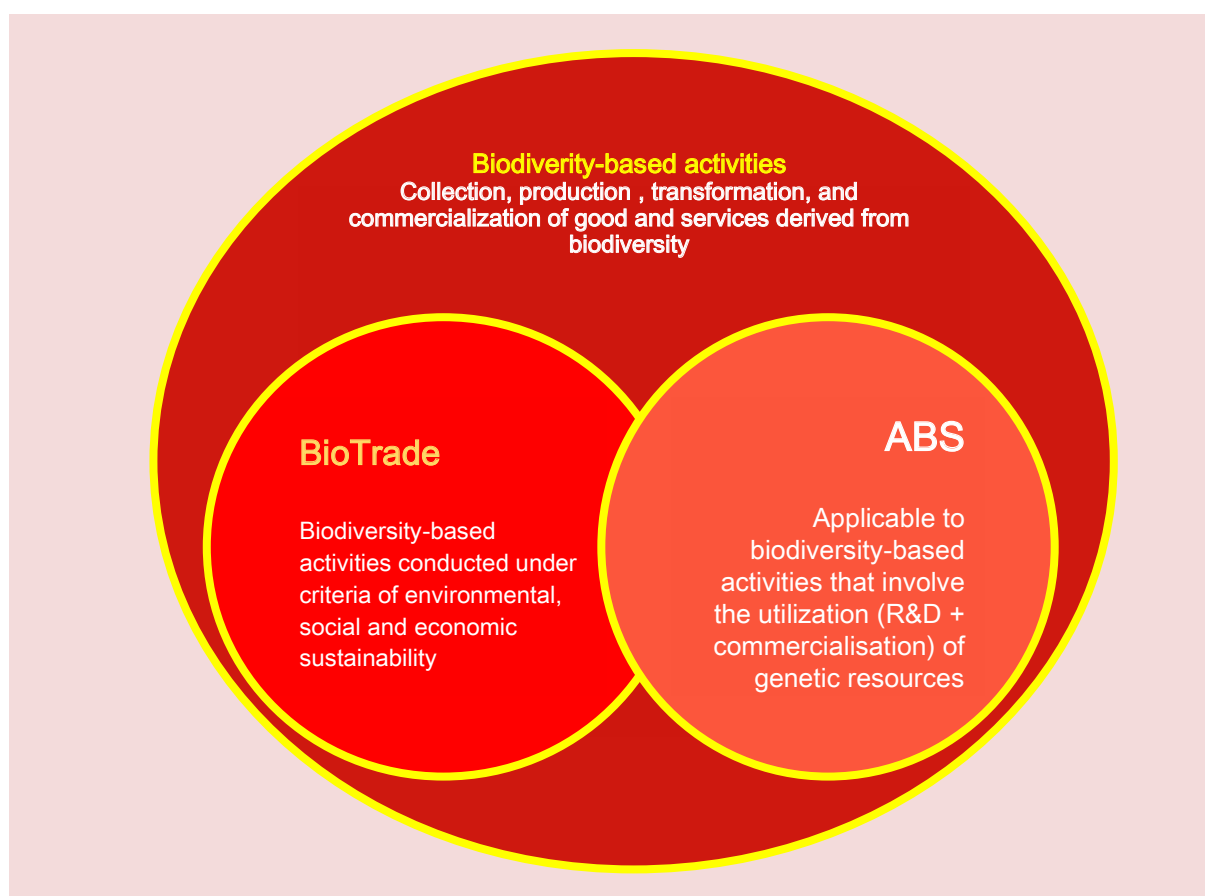 Biodiverity-based activities
Collection, production , transformation, and
commercialization of good and services derived from
biodiversity
BioTrade
Biodiversity-based
activities conducted under
criteria of environmental,
social and economic
sustainability
ABS
Applicable to
biodiversity-based
activities that involve
the utilization (R&D +
commercialisation) of
genetic resources